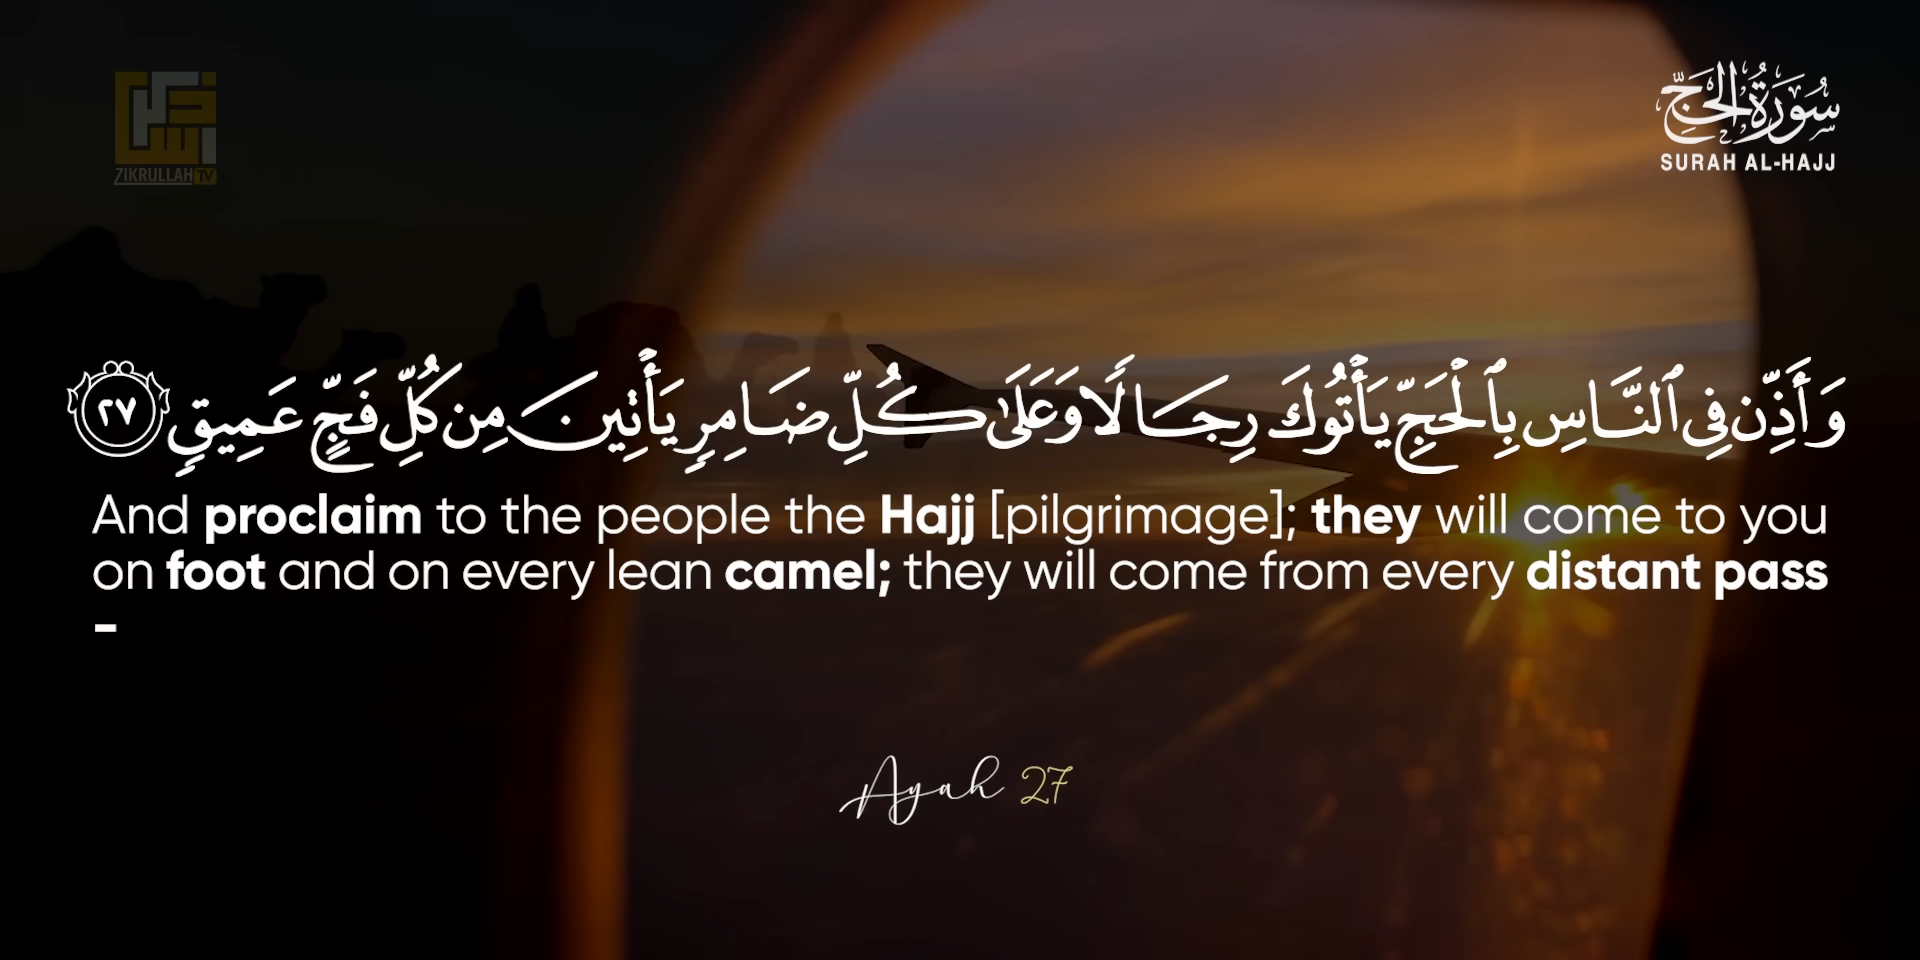 ذكر الله
ZIKRULLAH TV
سُورَةُ الحَجِّ
SURAH AL-HAJJ
وَأَذِّن فِى ٱلنَّاسِ بِٱلْحَجِّ يَأْتُوكَ رِجَالًا وَعَلَىٰ كُلِّ ضَامِرٍ يَأْتِينَ مِن كُلِّ فَجٍّ عَمِيقٍ ٢٧
And proclaim to the people the Hajj [pilgrimage]; they will come to you
on foot and on every lean camel; they will come from every distant pass
-
Ayah 27